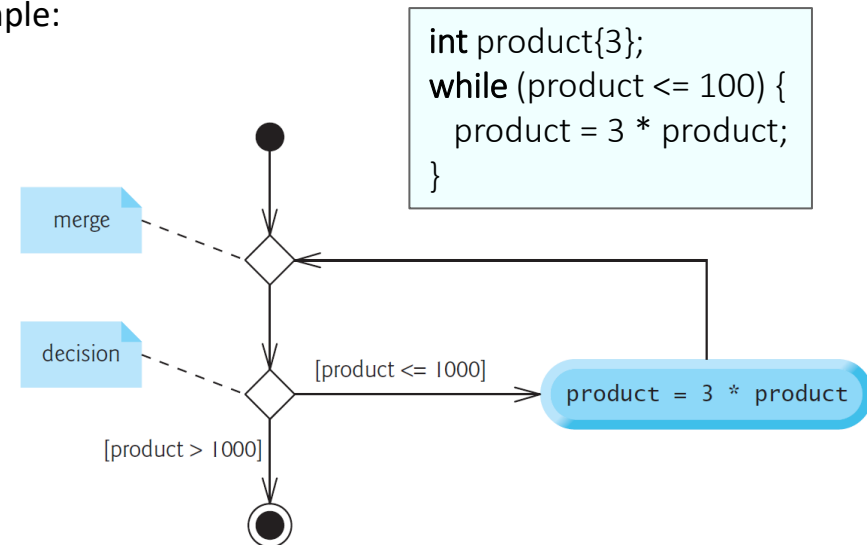 ple:
int product{3};
while (product <= 100) {
product = 3 * product;
}
merge
decision
[product <= 1000]
product = 3 * product
[product > 1000]